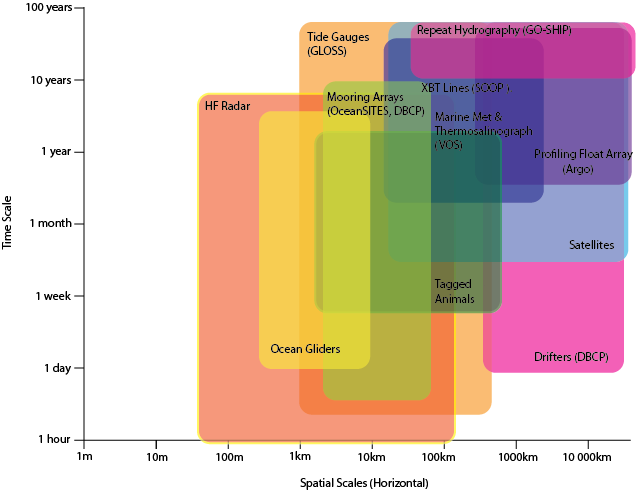 100 years
10 years
1 year
1 month
1 week
1 day
1 hour
Time Scale
1m
10m
100m
1km
10km
100km
1000km
10 000km
Spatial Scales (Horizontal)
HF Radar
Tide Gauges
(GLOSS)
Repeat Hydrography (GO-SHIP)
Mooring Arrays
(OceanSITES, DBCP)
XBT Lines (SOOP)
Marine Met &
Thermosalinograph
(VOS)
Profiling Float Array
(Argo)
Satellites
Tagged
Animals
Ocean Gliders
Drifters (DBCP)